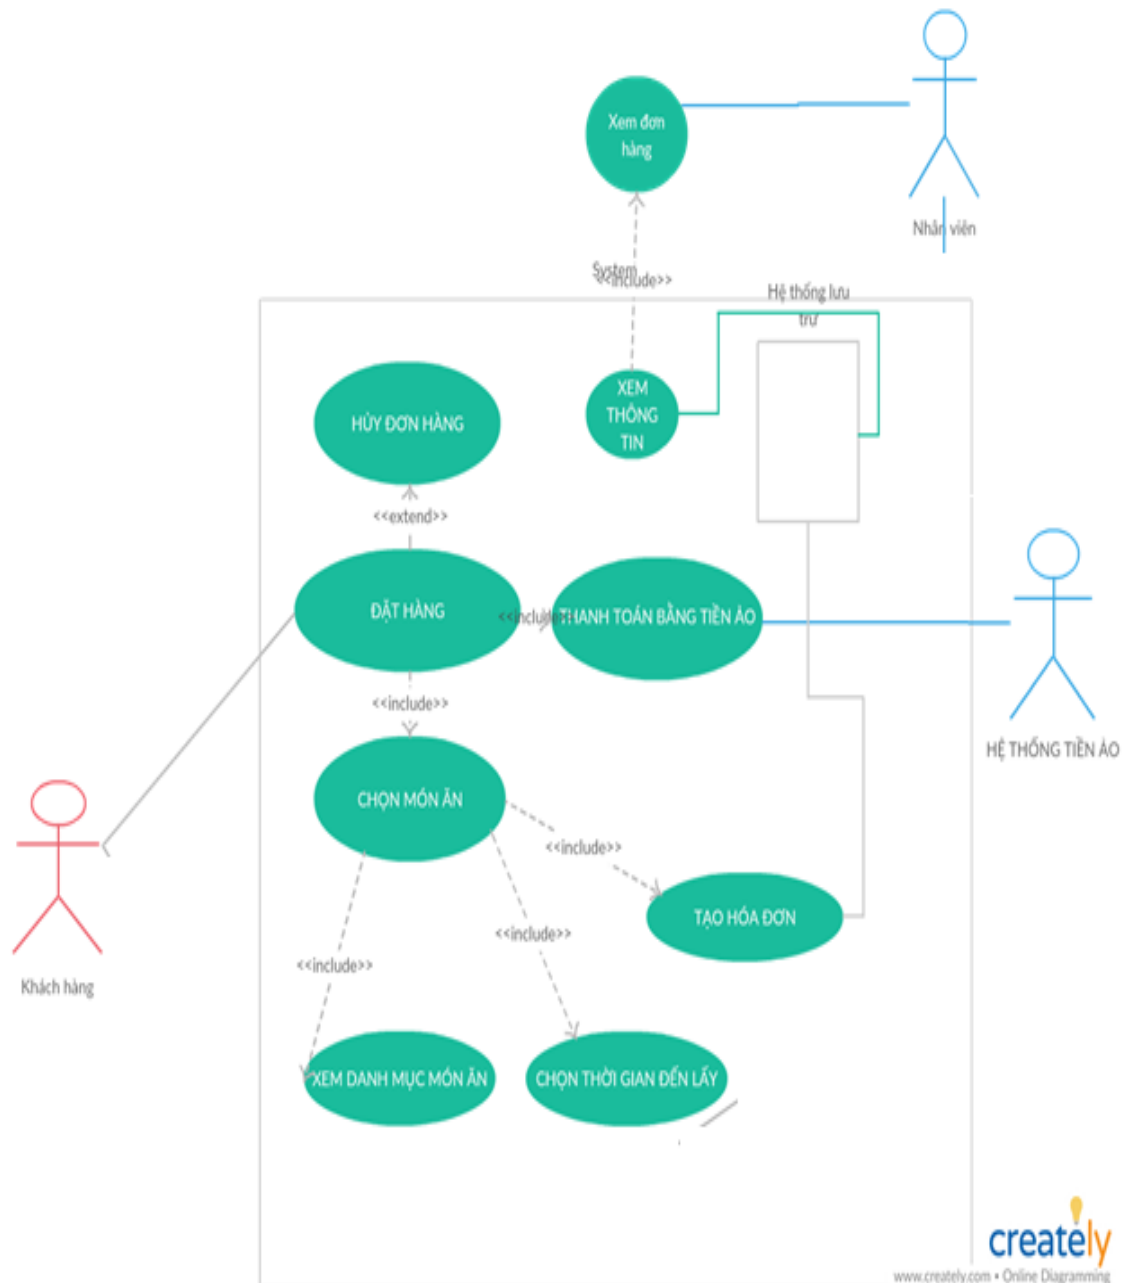 Xem đơn
hàng
Nhân viên
System
<<include>>
Hệ thống lưu
trữ
XEM
THÔNG
TIN
HỦY ĐƠN HÀNG
<<extend>>
ĐẶT HÀNG
<<include>>
THANH TOÁN BẰNG TIỀN ẢO
<<include>>
HỆ THỐNG TIỀN ẢO
CHỌN MÓN ĂN
<<include>>
TẠO HÓA ĐƠN
<<include>>
<<include>>
Khách hàng
XEM DANH MỤC MÓN ĂN
CHỌN THỜI GIAN ĐẾN LẤY
creately
www.creately.com • Online Diagramming